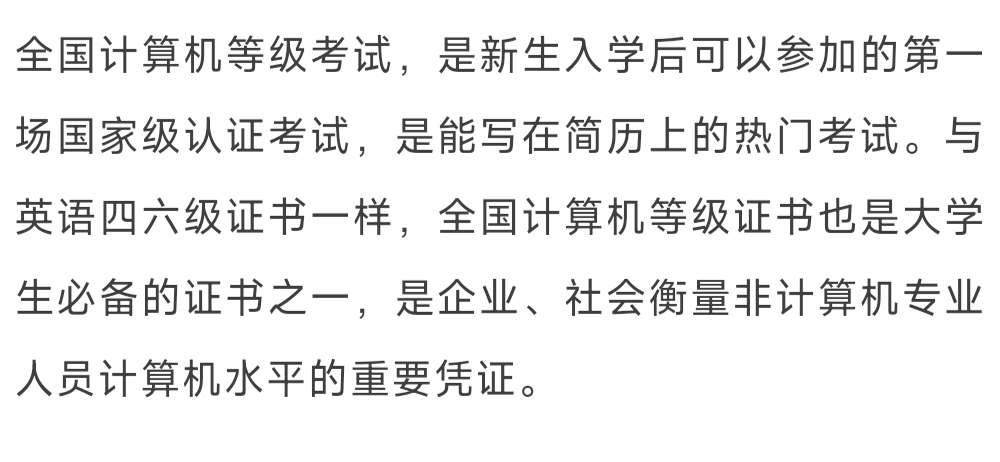 全国计算机等级考试，是新生入学后可以参加的第一
场国家级认证考试，是能写在简历上的热门考试。与
英语四六级证书一样，全国计算机等级证书也是大学
生必备的证书之一，是企业、社会衡量非计算机专业
人员计算机水平的重要凭证。